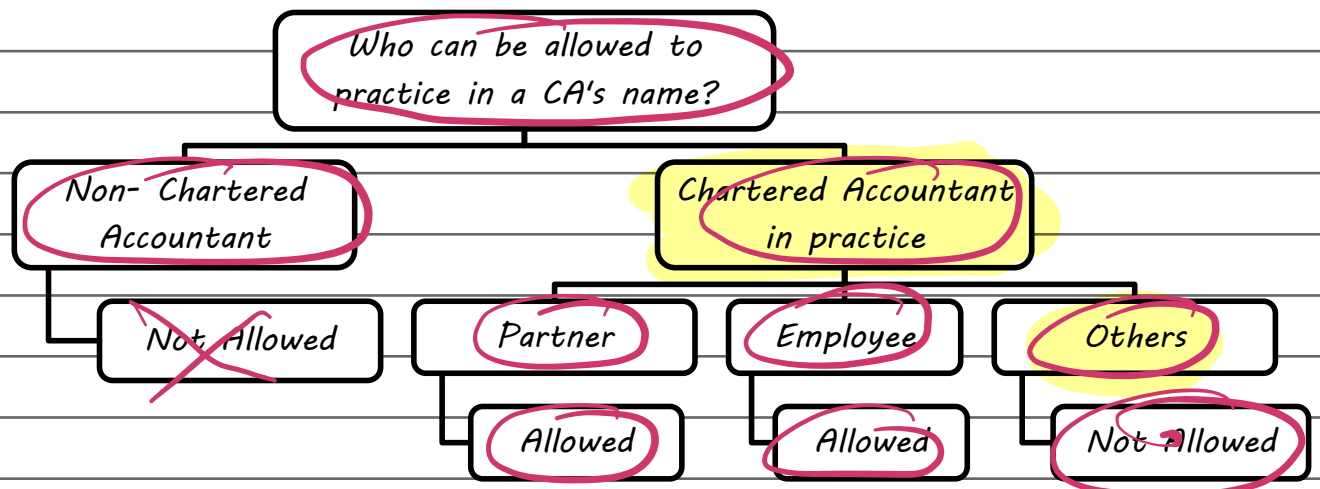 Who can be allowed to
practice in a CA's name?
Non- Chartered
Accountant
Chartered Accountant
in practice
Not Allowed
Partner
Employee
Others
Allowed
Allowed
Not Allowed